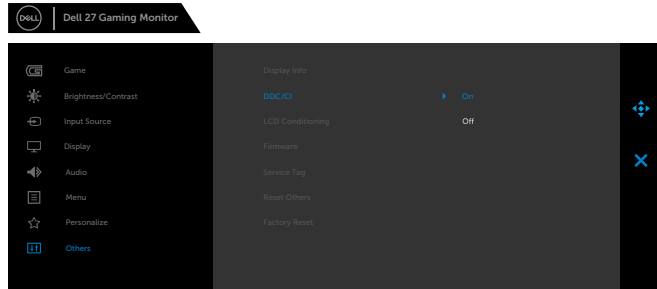 DELL
Dell 27 Gaming Monitor
Game
Display Info
Brightness/Contrast
DDC/CI
On
Input Source
LCD Conditioning
Off
Display
Firmware
Audio
Service Tag
Menu
Reset Others
Personalize
Factory Reset
Others